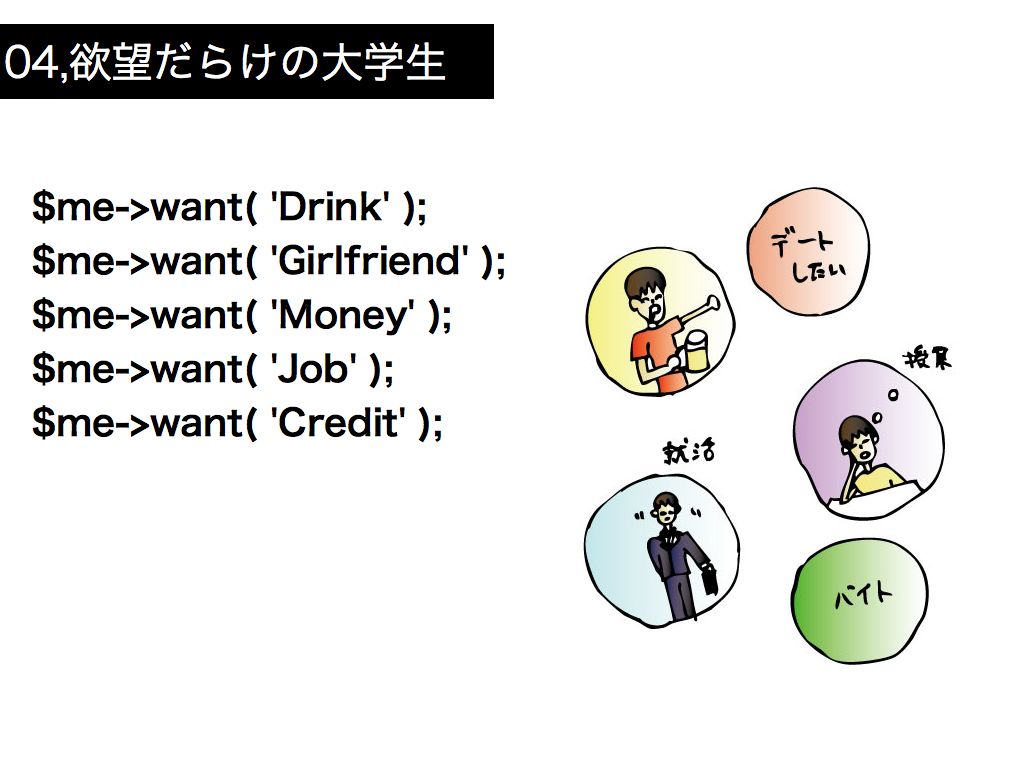 04,欲望だらけの大学生
$me->want( 'Drink' );
$me->want( 'Girlfriend' );
$me->want( 'Money' );
$me->want( 'Job' );
$me->want( 'Credit' );
デート
したい
授業
就活
バイト